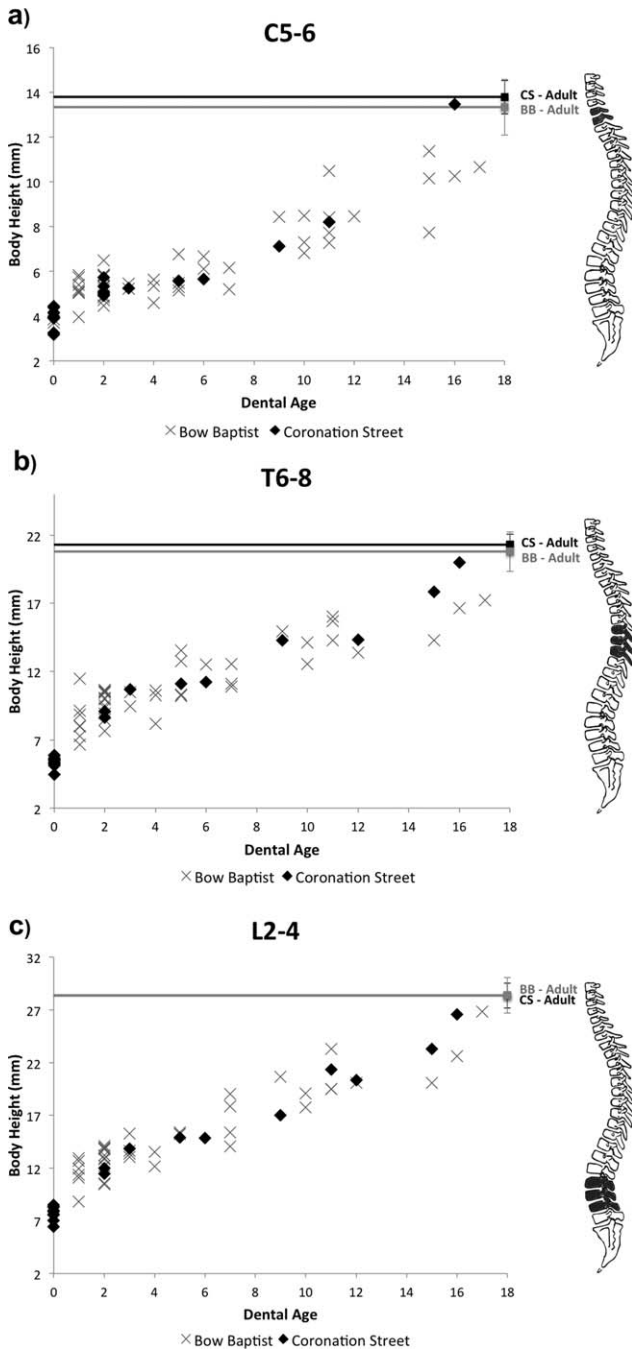 a)
C5-6
Body Height (mm)
16
14
12
10
8
6
4
2
CS - Adult
BB - Adult
0 2 4 6 8 10 12 14 16 18
Dental Age
× Bow Baptist ◆ Coronation Street
b)
T6-8
Body Height (mm)
22
17
12
7
2
CS - Adult
BB - Adult
0 2 4 6 8 10 12 14 16 18
Dental Age
× Bow Baptist ◆ Coronation Street
c)
L2-4
Body Height (mm)
32
27
22
17
12
7
2
BB - Adult
CS - Adult
0 2 4 6 8 10 12 14 16 18
Dental Age
× Bow Baptist ◆ Coronation Street